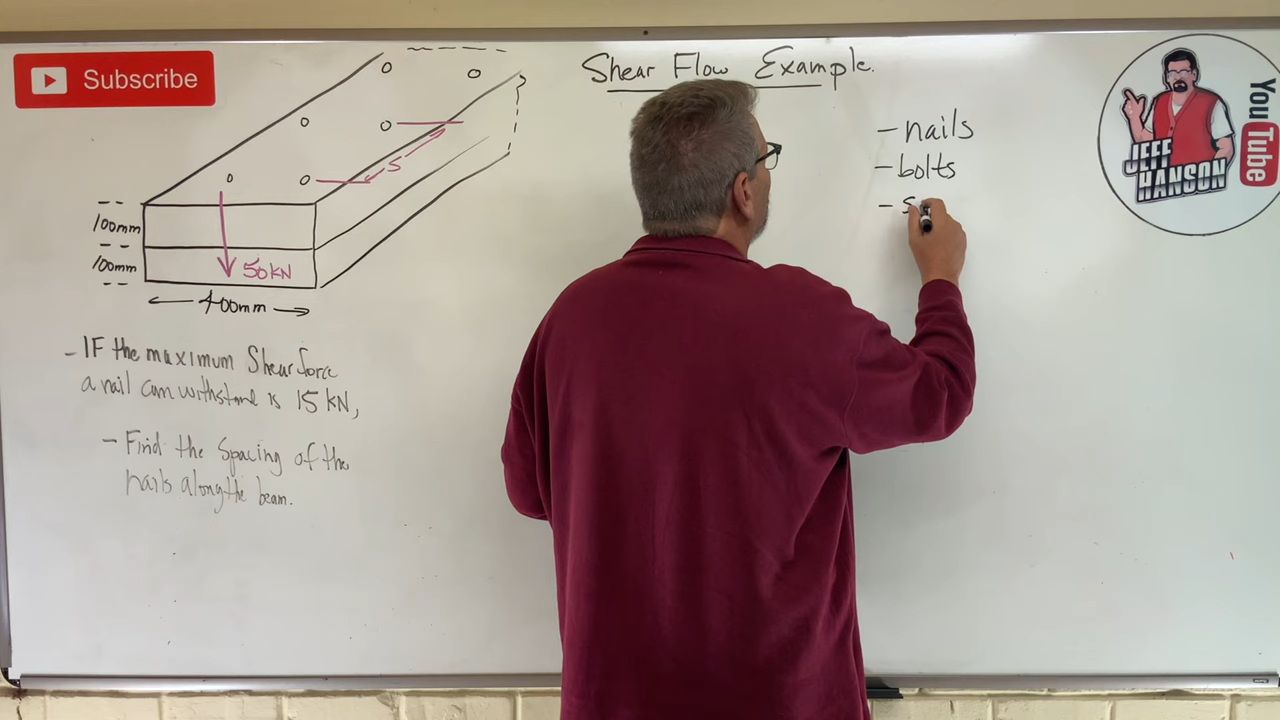 Subscribe
Shear Flow Example.
- nails
- bolts
- s
YouTube
JEFF
HANSON
s
100mm
100mm
50kN
400mm
- IF the maximum Shear force
a nail can withstand is 15 kN,
- Find the spacing of the
nails along the beam.